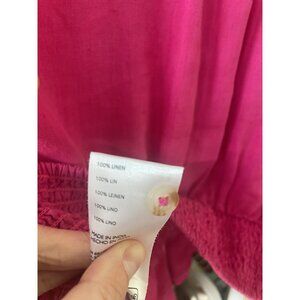 100% LINEN
100% LIN
100% LEINEN
100% LINO
100% LINO
MADE IN INDIA
HECHO EN